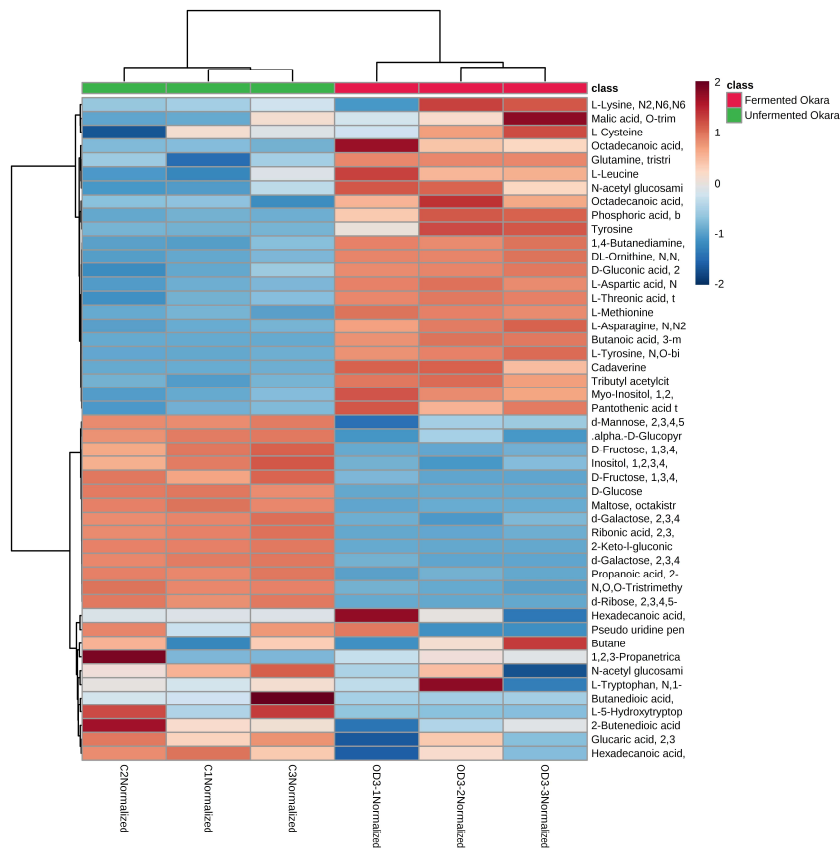 class
L-Lysine, N2,N6,N6
Malic acid, O-trim
L-Cysteine
Octadecanoic acid,
Glutamine, tristri
L-Leucine
N-acetyl glucosami
Octadecanoic acid,
Phosphoric acid, b
Tyrosine
1,4-Butanediamine,
DL-Ornithine, N,N,
D-Gluconic acid, 2
L-Aspartic acid, N
L-Threonic acid, t
L-Methionine
L-Asparagine, N,N2
Butanoic acid, 3-m
L-Tyrosine, N,O-bi
Cadaverine
Tributyl acetylcit
Myo-Inositol, 1,2,
Pantothenic acid t
d-Mannose, 2,3,4,5
.alpha.-D-Glucopyr
D-Fructose, 1,3,4,
Inositol, 1,2,3,4,
D-Fructose, 1,3,4,
D-Glucose
Maltose, octakistr
d-Galactose, 2,3,4
Ribonic acid, 2,3,
2-Keto-l-gluconic
d-Galactose, 2,3,4
Propanoic acid, 2-
N,O,O-Tristrimethy
d-Ribose, 2,3,4,5-
Hexadecanoic acid,
Pseudo uridine pen
Butane
1,2,3-Propanetrica
N-acetyl glucosami
L-Tryptophan, N,1-
Butanedioic acid,
L-5-Hydroxytryptop
2-Butenedioic acid
Glucaric acid, 2,3
Hexadecanoic acid,
2
1
0
-1
-2
class
Fermented Okara
Unfermented Okara
C2Normalized
C1Normalized
C3Normalized
OD3-1Normalized
OD3-2Normalized
OD3-3Normalized